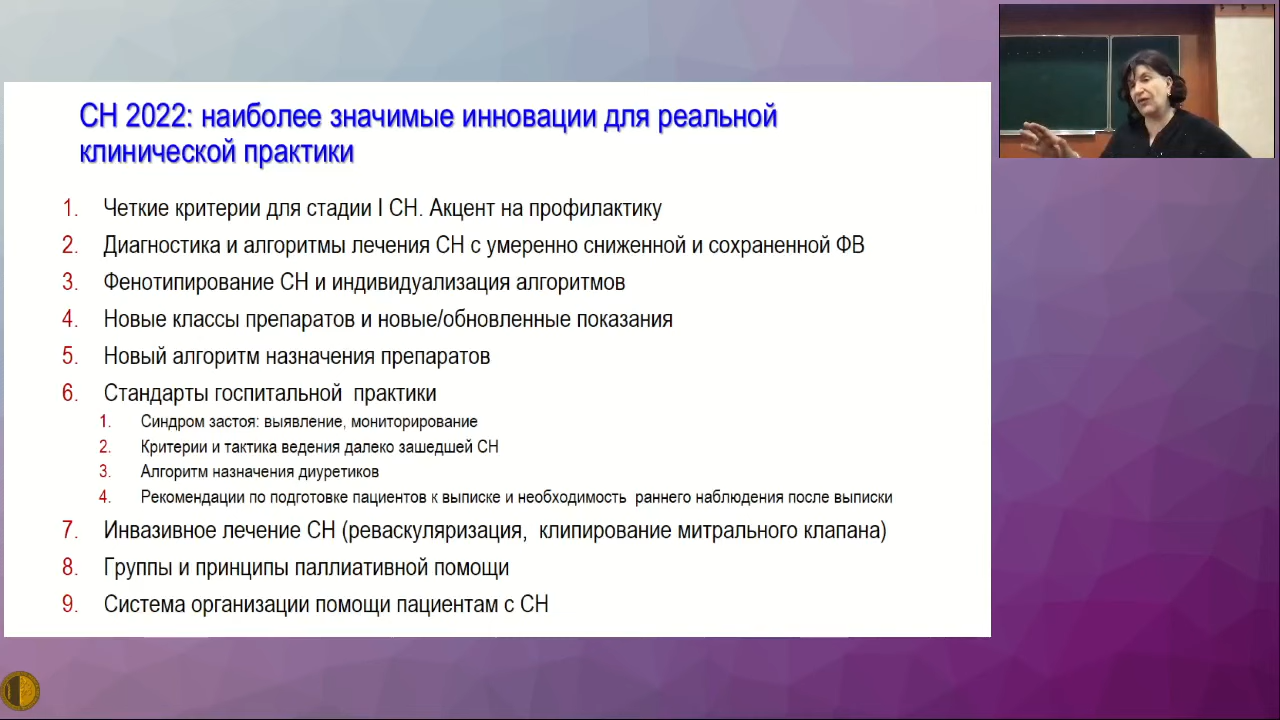 СН 2022: наиболее значимые инновации для реальной
клинической практики
1. Четкие критерии для стадии I СН. Акцент на профилактику
2. Диагностика и алгоритмы лечения СН с умеренно сниженной и сохраненной ФВ
3. Фенотипирование СН и индивидуализация алгоритмов
4. Новые классы препаратов и новые/обновленные показания
5. Новый алгоритм назначения препаратов
6. Стандарты госпитальной практики
1. Синдром застоя: выявление, мониторирование
2. Критерии и тактика ведения далеко зашедшей СН
3. Алгоритм назначения диуретиков
4. Рекомендации по подготовке пациентов к выписке и необходимость раннего наблюдения после выписки
7. Инвазивное лечение СН (реваскуляризация, клипирование митрального клапана)
8. Группы и принципы паллиативной помощи
9. Система организации помощи пациентам с СН